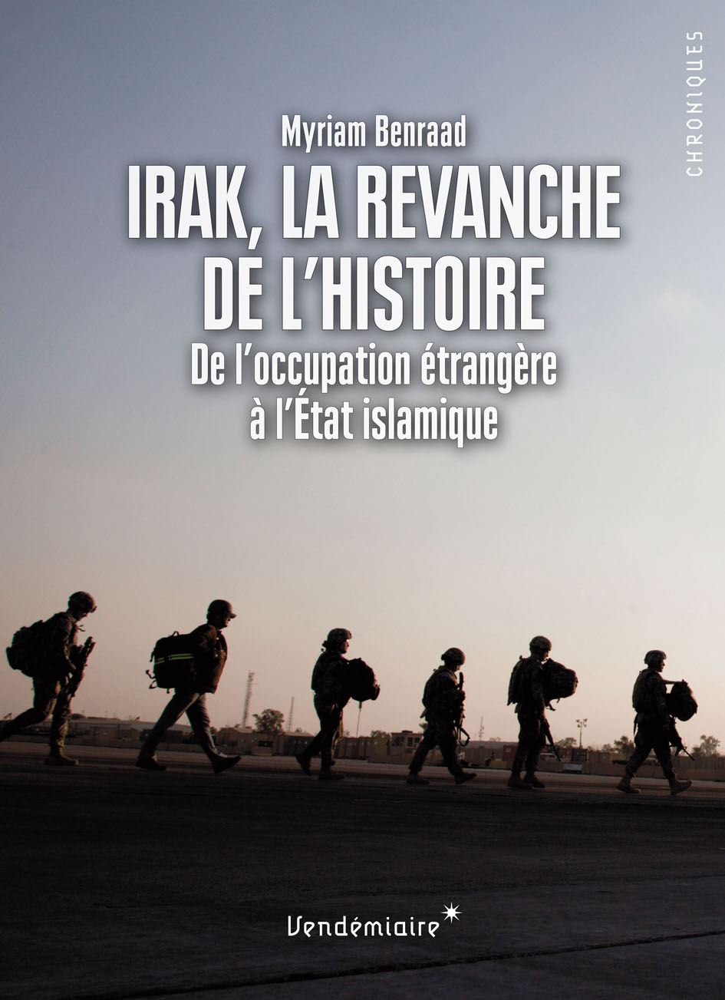 CHRONIQUES
Myriam Benraad
IRAK, LA REVANCHE
DE L'HISTOIRE
De l'occupation étrangère
à l'État islamique
Vendémiaire